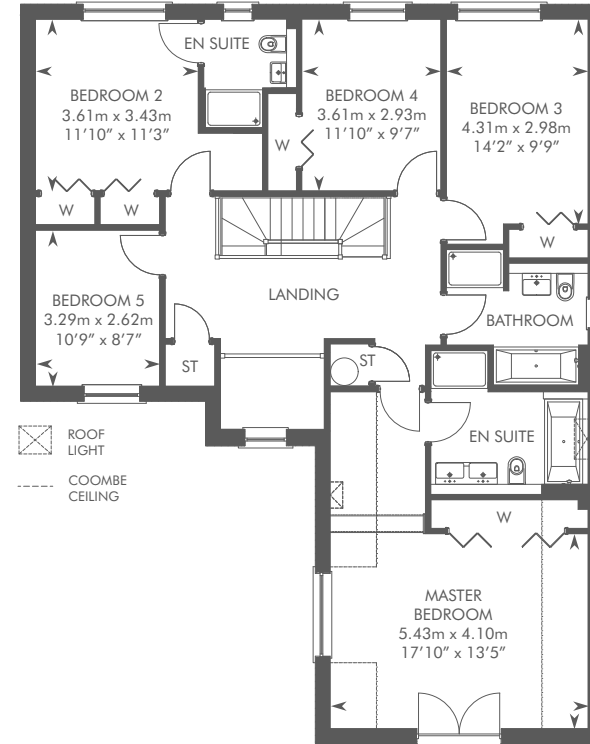 EN SUITE
BEDROOM 2
3.61m x 3.43m
11'10" x 11'3"
BEDROOM 4
3.61m x 2.93m
11'10" x 9'7"
BEDROOM 3
4.31m x 2.98m
14'2" x 9'9"
W
W
W
W
BEDROOM 5
3.29m x 2.62m
10'9" x 8'7"
LANDING
BATHROOM
ST
ST
ROOF
LIGHT
COOMBE
CEILING
EN SUITE
W
MASTER
BEDROOM
5.43m x 4.10m
17'10" x 13'5"